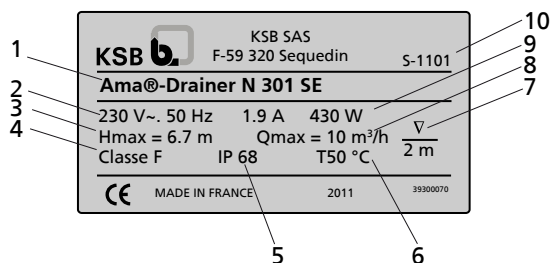 KSB b.
KSB SAS
F-59 320 Sequedin
S-1101
Ama®-Drainer N 301 SE
230 V~. 50 Hz 1.9 A 430 W
Hmax = 6.7 m Qmax = 10 m³/h
∇
2 m
Classe F IP 68 T50 °C
CE MADE IN FRANCE 2011 39300070
1
2
3
4
5
6
7
8
9
10